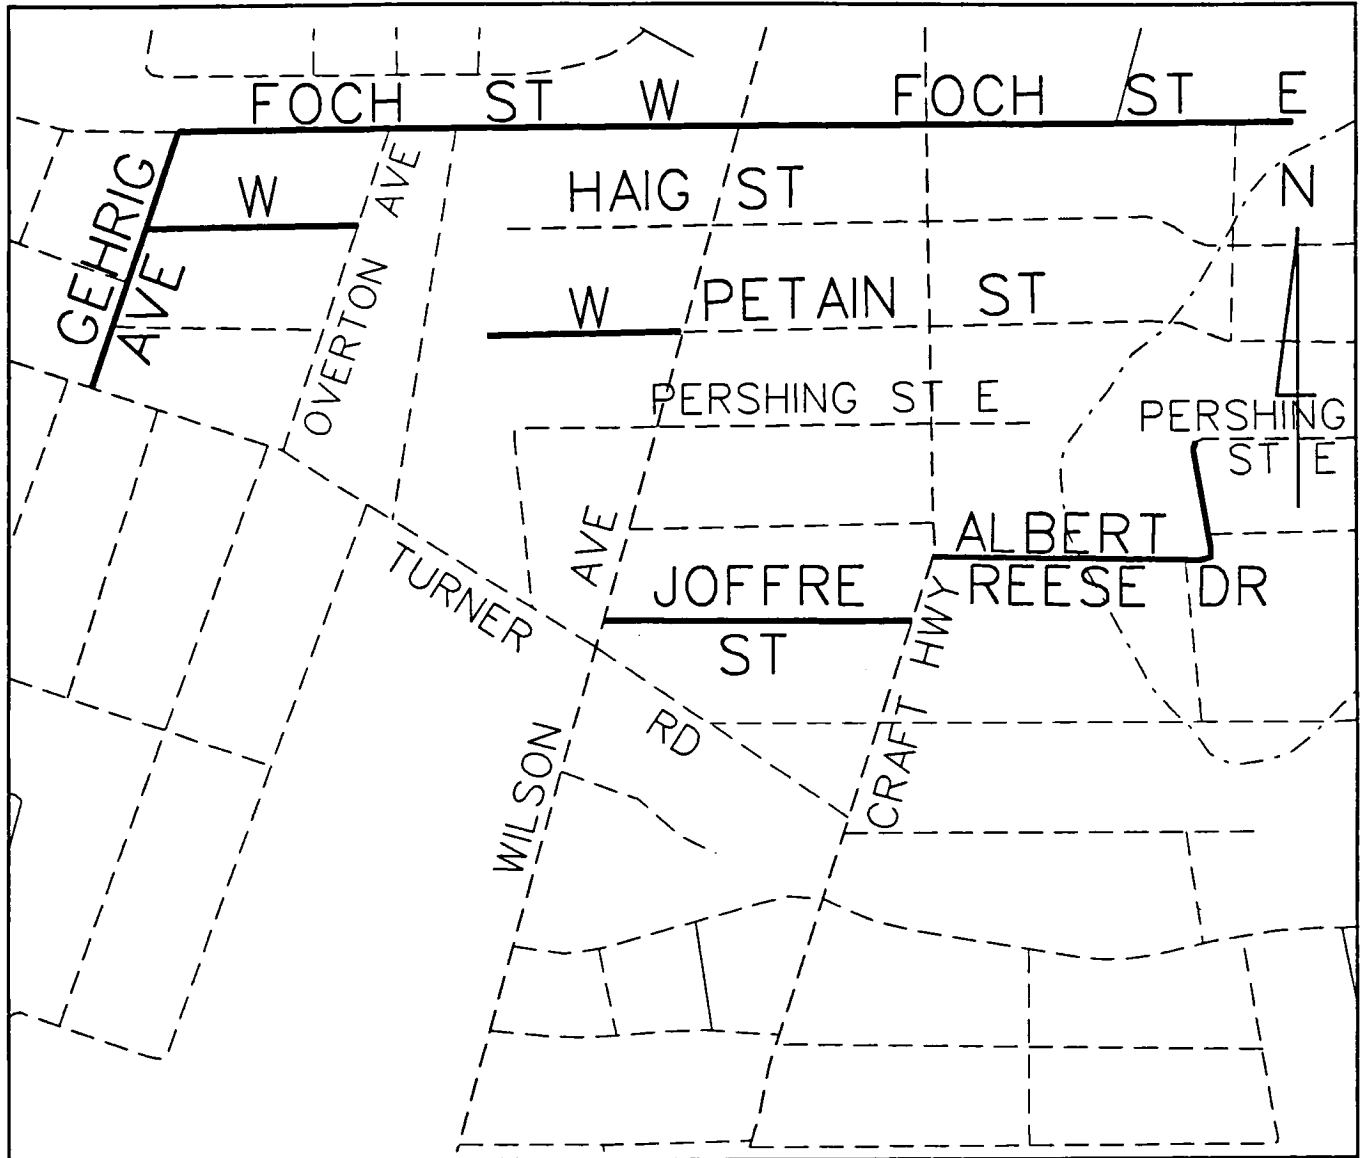 FOCH ST W
FOCH ST E
GEHRIG
AVE
W
OVERTON AVE
HAIG ST
N
W
PETAIN ST
PERSHING ST E
PERSHING
ST E
ALBERT
REESE DR
JOFFRE
ST
TURNER
RD
WILSON AVE
CRAFT HWY